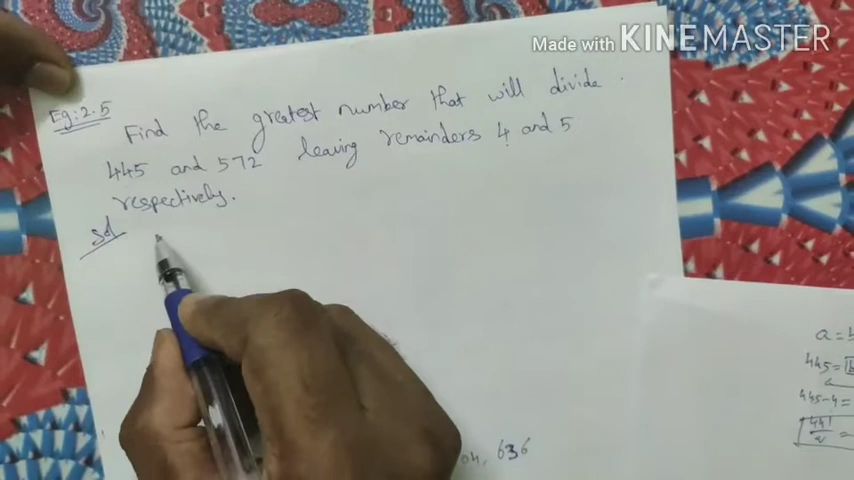 Made with KINEMASTER
Eg:2.5
Find the greatest number that will divide
445 and 572 leaving remainders 4 and 5
respectively.
Sol
a=
445=
445-4=
441
04, 636